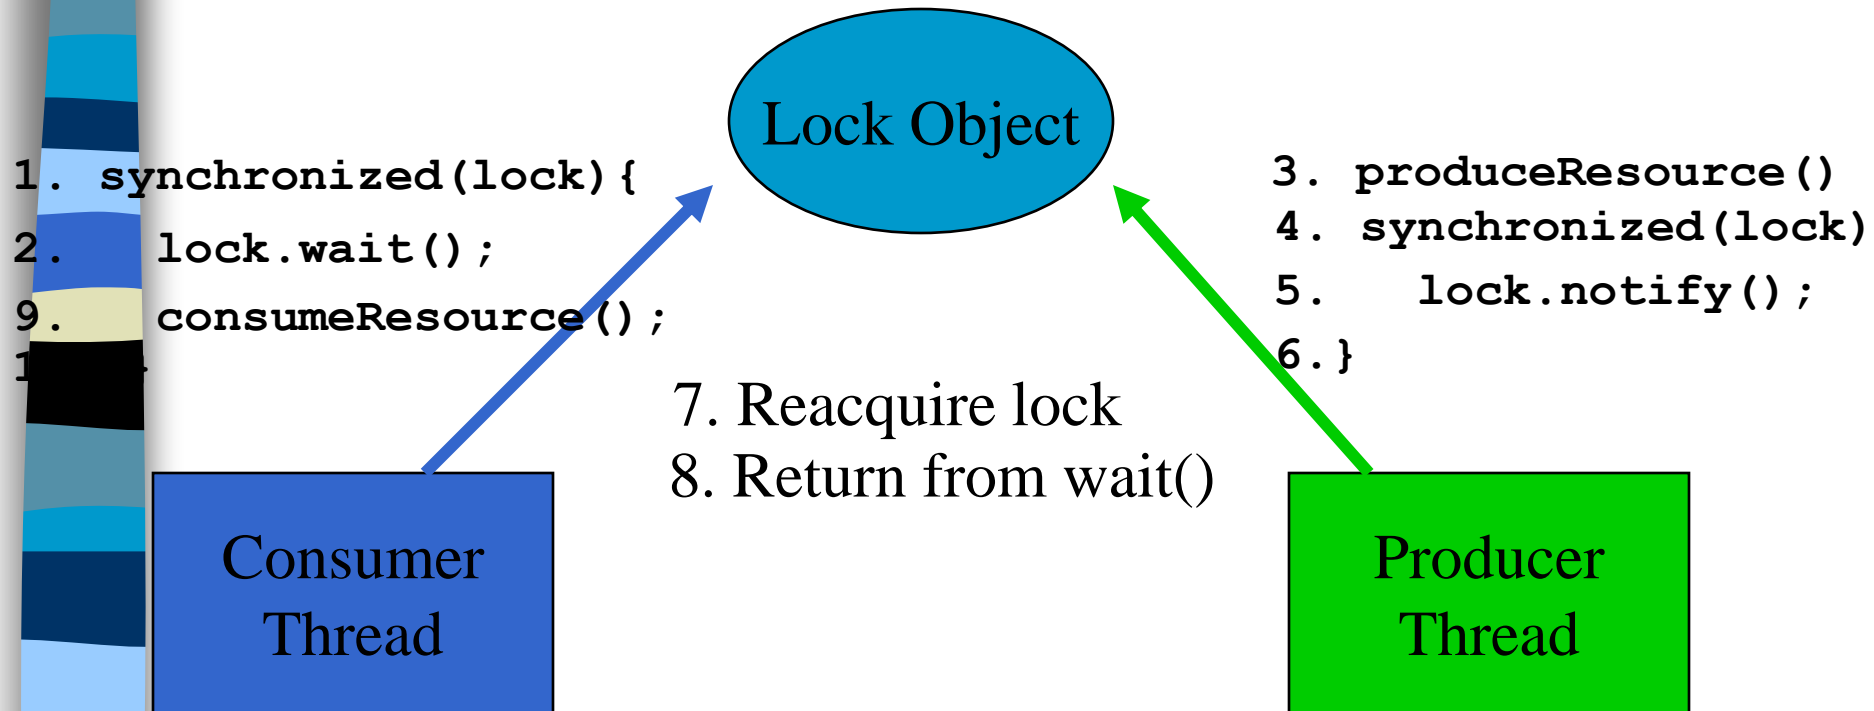 Lock Object
1. synchronized(lock){
2. lock.wait();
9. consumeResource();
3. produceResource()
4. synchronized(lock)
5. lock.notify();
6.}
7. Reacquire lock
8. Return from wait()
Consumer
Thread
Producer
Thread